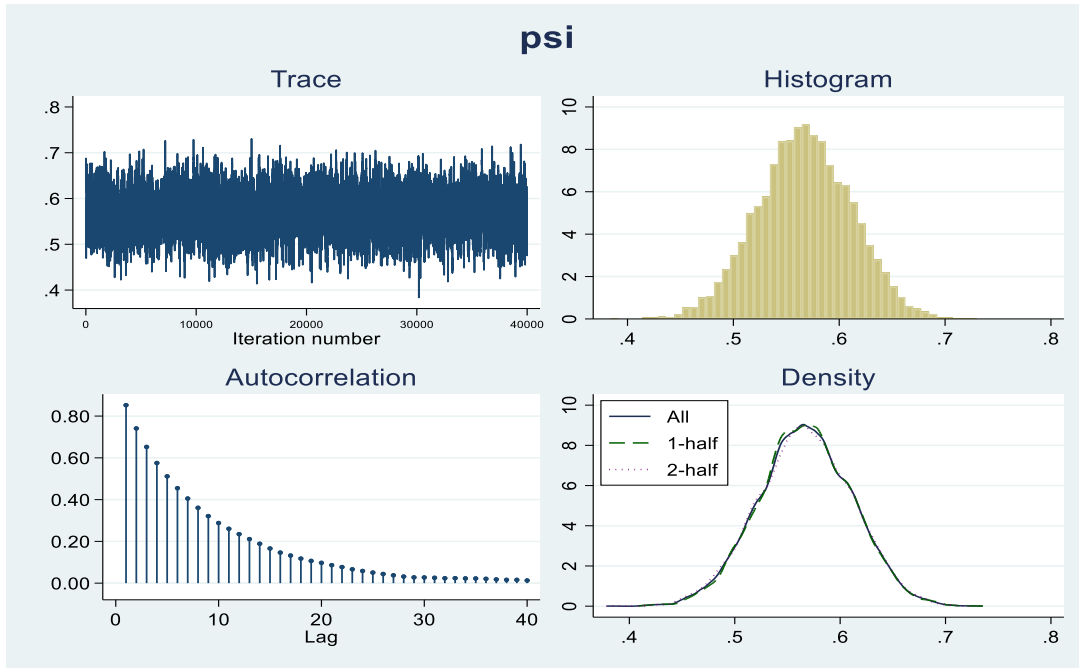 psi
Trace
.8
.7
.6
.5
.4
0 10000 20000 30000 40000
Iteration number
Histogram
10
8
6
4
2
0
.4 .5 .6 .7 .8
Autocorrelation
0.80
0.60
0.40
0.20
0.00
0 10 20 30 40
Lag
Density
10
8
6
4
2
0
All
1-half
2-half
.4 .5 .6 .7 .8